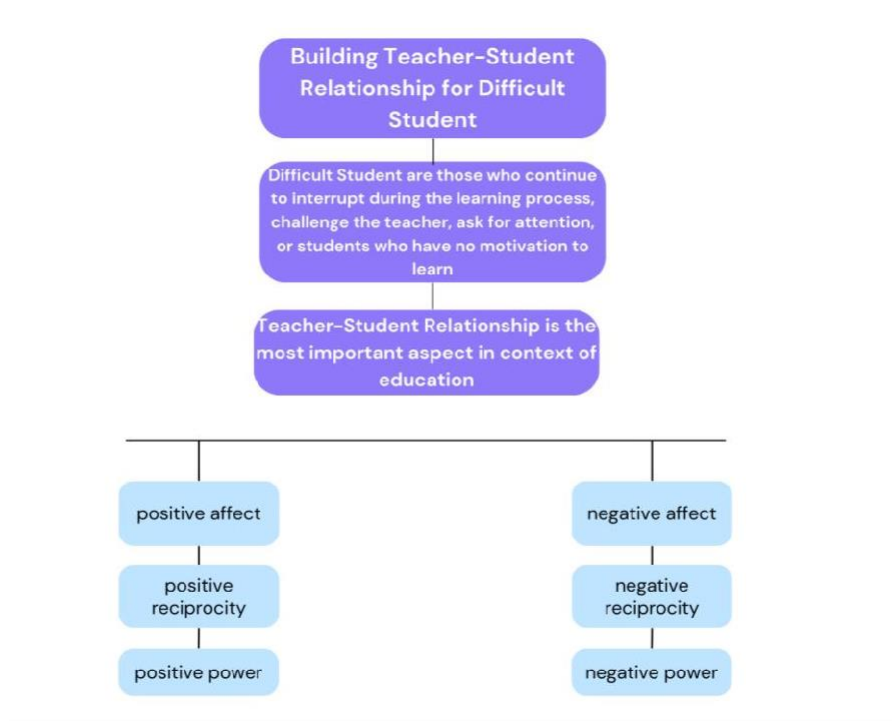 Building Teacher-Student
Relationship for Difficult
Student
Difficult Student are those who continue
to interrupt during the learning process,
challenge the teacher, ask for attention,
or students who have no motivation to
learn
Teacher-Student Relationship is the
most important aspect in context of
education
positive affect
positive
reciprocity
positive power
negative affect
negative
reciprocity
negative power